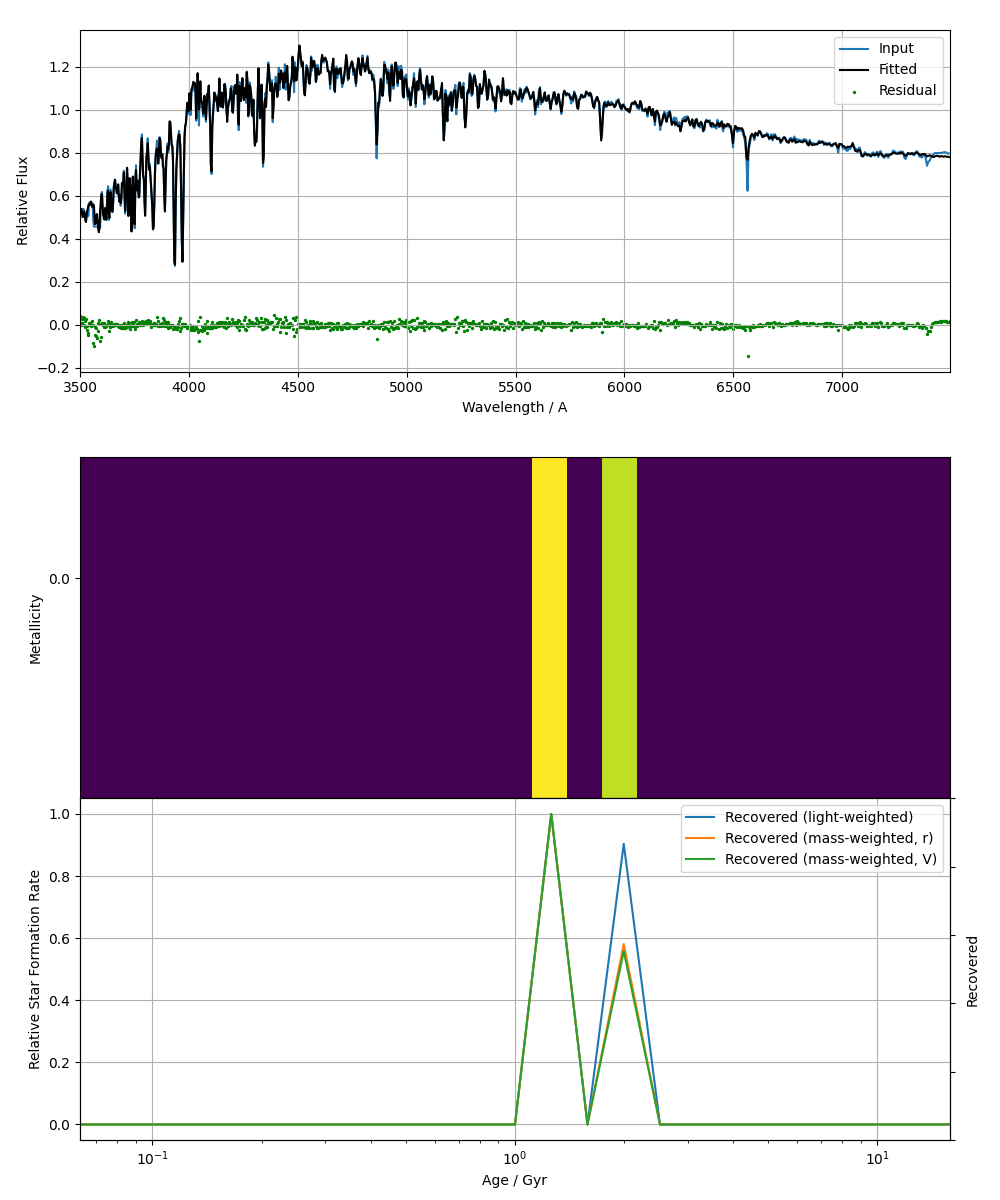 Relative Flux
1.2
1.0
0.8
0.6
0.4
0.2
0.0
−0.2
Input
Fitted
Residual
3500 4000 4500 5000 5500 6000 6500 7000
Wavelength / A
Metallicity
0.0
Relative Star Formation Rate
1.0
0.8
0.6
0.4
0.2
0.0
Recovered (light-weighted)
Recovered (mass-weighted, r)
Recovered (mass-weighted, V)
Recovered
10⁻¹ 10⁰ 10¹
Age / Gyr